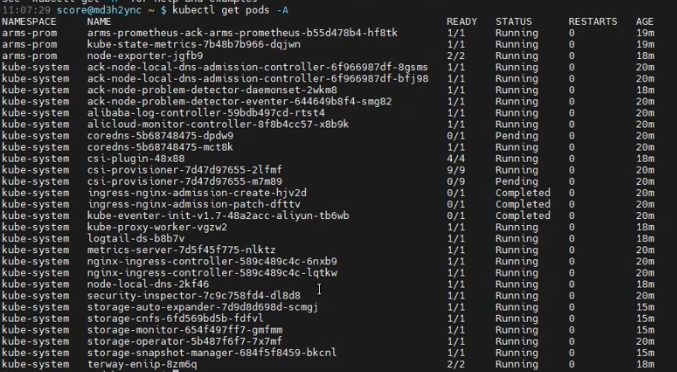 11:07:29 score@md3h2ync ~ $ kubectl get pods -A
NAMESPACE NAME READY STATUS RESTARTS AGE
arms-prom arms-prometheus-ack-arms-prometheus-b55d478b4-hf8tk 1/1 Running 0 19m
arms-prom kube-state-metrics-7b48b7b966-dqjwn 1/1 Running 0 19m
arms-prom node-exporter-jgfb9 2/2 Running 0 18m
kube-system ack-node-local-dns-admission-controller-6f966987df-8gsms 1/1 Running 0 20m
kube-system ack-node-local-dns-admission-controller-6f966987df-bfj98 1/1 Running 0 20m
kube-system ack-node-problem-detector-daemonset-2wkm8 1/1 Running 0 18m
kube-system ack-node-problem-detector-eventer-644649b8f4-smg82 1/1 Running 0 20m
kube-system alibaba-log-controller-59bdb497cd-rtst4 1/1 Running 0 20m
kube-system alicloud-monitor-controller-8f8b4cc57-x8b9k 1/1 Running 0 20m
kube-system coredns-5b68748475-dpdw9 0/1 Pending 0 20m
kube-system coredns-5b68748475-mct8k 1/1 Running 0 20m
kube-system csi-plugin-48x88 4/4 Running 0 18m
kube-system csi-provisioner-7d47d97655-2lfmf 9/9 Running 0 20m
kube-system csi-provisioner-7d47d97655-m7m89 0/9 Pending 0 20m
kube-system ingress-nginx-admission-create-hjv2d 0/1 Completed 0 20m
kube-system ingress-nginx-admission-patch-dfttv 0/1 Completed 0 20m
kube-system kube-eventer-init-v1.7-48a2acc-aliyun-tb6wb 0/1 Completed 0 20m
kube-system kube-proxy-worker-vgzw2 1/1 Running 0 18m
kube-system logtail-ds-b8b7v 1/1 Running 0 18m
kube-system metrics-server-7d5f45f775-nlktz 1/1 Running 0 20m
kube-system nginx-ingress-controller-589c489c4c-6nxb9 1/1 Running 0 20m
kube-system nginx-ingress-controller-589c489c4c-lqtkw 1/1 Running 0 20m
kube-system node-local-dns-2kf46 1/1 Running 0 18m
kube-system security-inspector-7c9c758fd4-dl8d8 1/1 Running 0 20m
kube-system storage-auto-expander-7d9d8d698d-scmgj 1/1 Running 0 15m
kube-system storage-cnfs-6fd569bd5b-fdfvl 1/1 Running 0 15m
kube-system storage-monitor-654f497ff7-gmfmm 1/1 Running 0 15m
kube-system storage-operator-5b487f6f7-7x7mf 1/1 Running 0 20m
kube-system storage-snapshot-manager-684f5f8459-bkcnl 1/1 Running 0 15m
kube-system terway-eniip-8zm6q 2/2 Running 0 18m